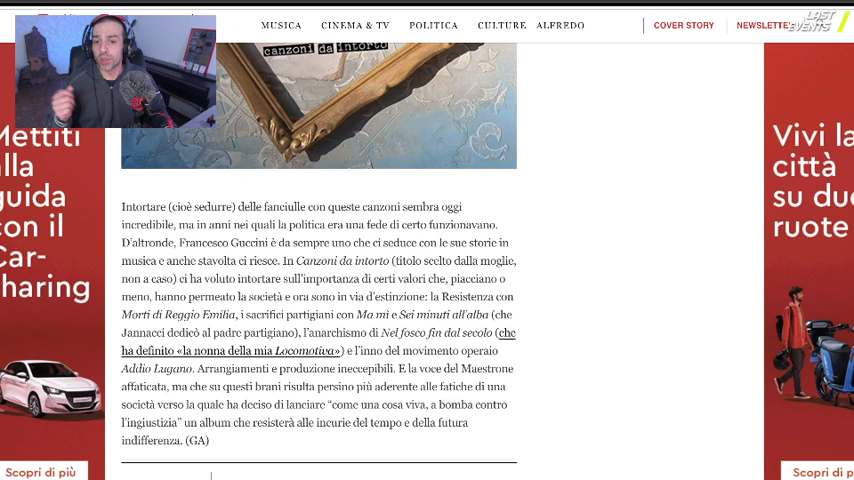 MUSICA
CINEMA & TV
POLITICA
CULTURE
ALFREDO
COVER STORY
NEWSLETTE
LAST
EVENTS
canzoni da intorto
Mettiti
alla
guida
con il
Car-
haring
Scopri di più
Intortare (cioè sedurre) delle fanciulle con queste canzoni sembra oggi
incredibile, ma in anni nei quali la politica era una fede di certo funzionavano.
D’altronde, Francesco Guccini è da sempre uno che ci seduce con le sue storie in
musica e anche stavolta ci riesce. In Canzoni da intorto (titolo scelto dalla moglie,
non a caso) ci ha voluto intortare sull’importanza di certi valori che, piacciano o
meno, hanno permeato la società e ora sono in via d’estinzione: la Resistenza con
Morti di Reggio Emilia, i sacrifici partigiani con Ma mì e Sei minuti all’alba (che
Jannacci dedicò al padre partigiano), l’anarchismo di Nel fosco fin dal secolo (che
ha definito «la nonna della mia Locomotiva») e l’inno del movimento operaio
Addio Lugano. Arrangiamenti e produzione ineccepibili. E la voce del Maestrone
affaticata, ma che su questi brani risulta persino più aderente alle fatiche di una
società verso la quale ha deciso di lanciare “come una cosa viva, a bomba contro
l’ingiustizia” un album che resisterà alle incurie del tempo e della futura
indifferenza. (GA)
Vivi la
città
su due
ruote
Scopri di p